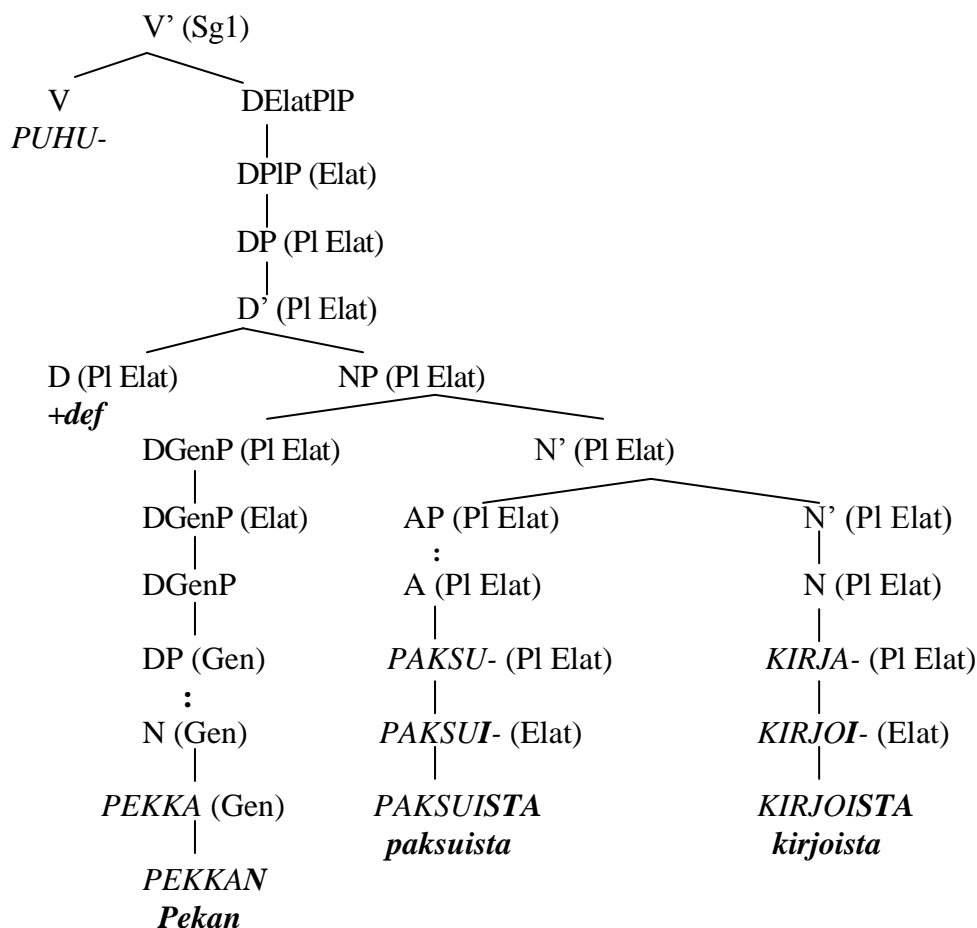 V’ (Sg1)
V DElatPlP
PUHU-
DPlP (Elat)
DP (Pl Elat)
D’ (Pl Elat)
D (Pl Elat) NP (Pl Elat)
+def
DGenP (Pl Elat) N’ (Pl Elat)
DGenP (Elat) AP (Pl Elat) N’ (Pl Elat)
:
DGenP A (Pl Elat) N (Pl Elat)
DP (Gen) PAKSU- (Pl Elat) KIRJA- (Pl Elat)
:
N (Gen) PAKSUI- (Elat) KIRJOI- (Elat)
PEKKA (Gen) PAKSUISTA KIRJOISTA
paksuista kirjoista
PEKKAN
Pekan